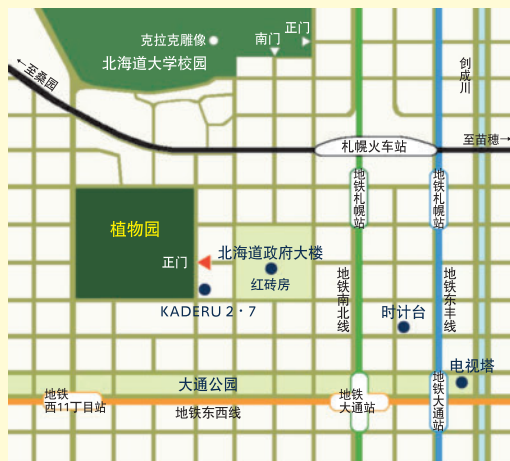 正门
克拉克雕像
南门
北海道大学校园
←至桑园
创成川
札幌火车站
至苗穗→
地铁札幌站
地铁札幌站
植物园
正门
北海道政府大楼
红砖房
KADERU 2・7
地铁南北线
地铁东丰线
时计台
电视塔
大通公园
地铁
西11丁目站
地铁东西线
地铁
大通站
地铁大通站